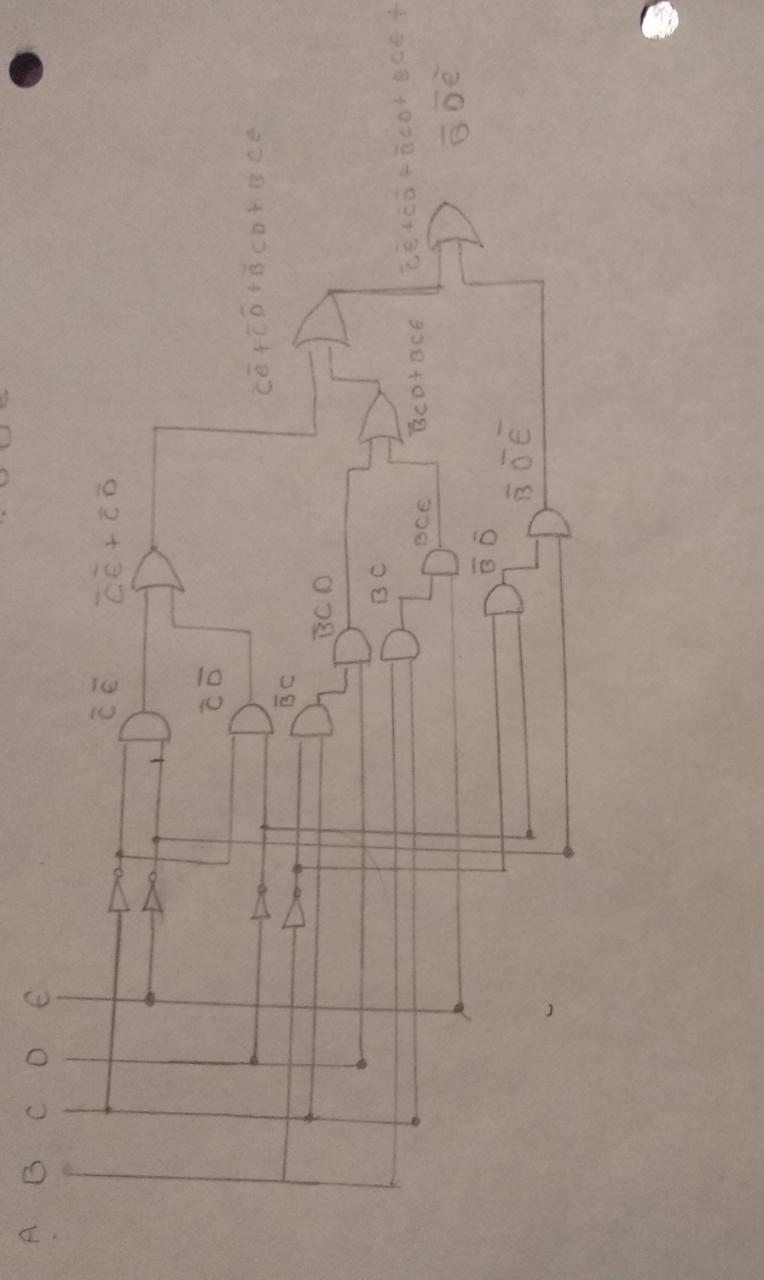 A B C D E
C̄Ē
C̄Ē + C̄D̄
C̄D̄
C̄Ē + C̄D̄ + B̄CD + BCE
B̄C
B̄CD
BC
B̄CD + BCE
C̄Ē + C̄D̄ + B̄CD + BCE +
B̄D̄Ē
BCE
B̄D̄
B̄D̄Ē